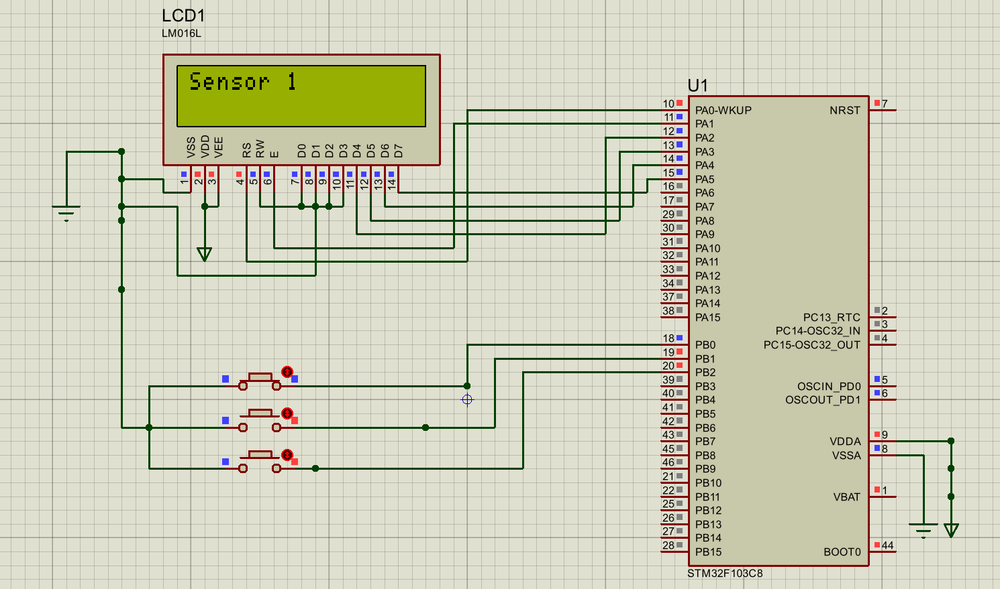 LCD1
LM016L
Sensor 1
VSS
VDD
VEE
RS
RW
E
D0
D1
D2
D3
D4
D5
D6
D7
1
2
3
4
5
6
7
8
9
10
11
12
13
14
U1
10 PA0-WKUP
11 PA1
12 PA2
13 PA3
14 PA4
15 PA5
16 PA6
17 PA7
29 PA8
30 PA9
31 PA10
32 PA11
33 PA12
34 PA13
37 PA14
38 PA15
18 PB0
19 PB1
20 PB2
39 PB3
40 PB4
41 PB5
42 PB6
43 PB7
45 PB8
46 PB9
21 PB10
22 PB11
25 PB12
26 PB13
27 PB14
28 PB15
NRST 7
PC13_RTC 2
PC14-OSC32_IN 3
PC15-OSC32_OUT 4
OSCIN_PD0 5
OSCOUT_PD1 6
VDDA 9
VSSA 8
VBAT 1
BOOT0 44
STM32F103C8